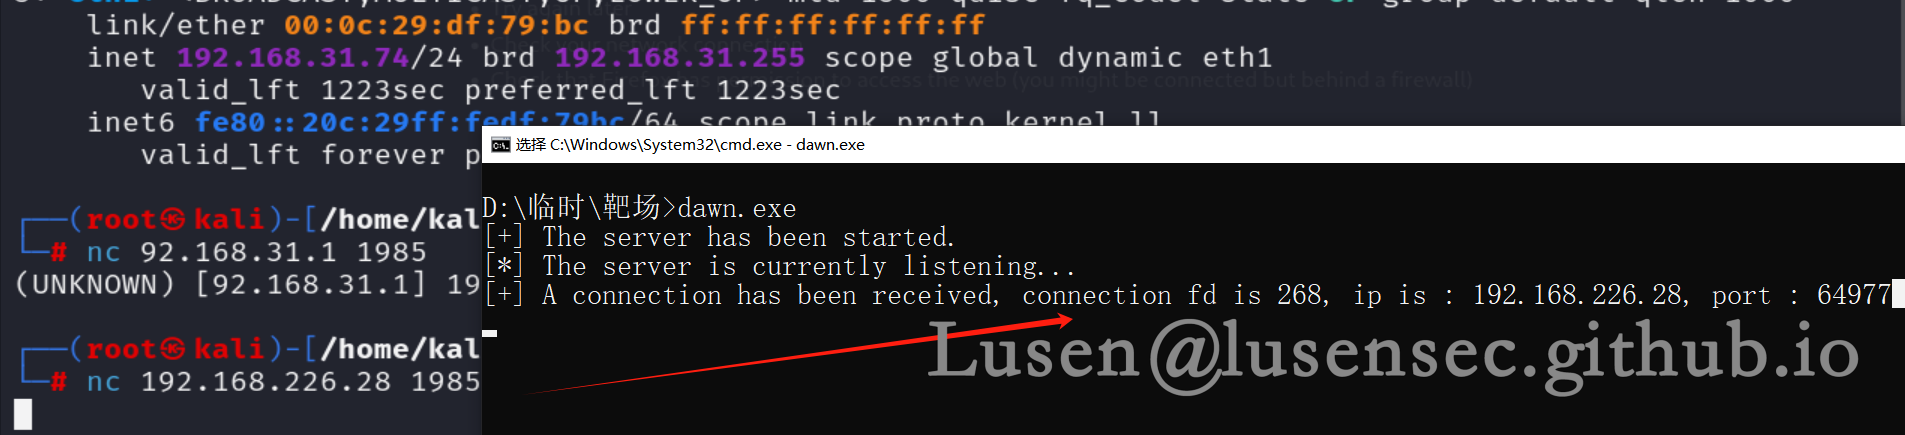 link/ether 00:0c:29:df:79:bc brd ff:ff:ff:ff:ff:ff
inet 192.168.31.74/24 brd 192.168.31.255 scope global dynamic eth1
valid_lft 1223sec preferred_lft 1223sec
inet6 fe80::20c:29ff:fedf:79bc/64 scope link proto kernel ll
valid_lft forever p
┌──(root㉿kali)-[/home/kal
└─# nc 92.168.31.1 1985
(UNKNOWN) [92.168.31.1] 19
┌──(root㉿kali)-[/home/kal
└─# nc 192.168.226.28 1985
选择 C:\Windows\System32\cmd.exe - dawn.exe
D:\临时\靶场>dawn.exe
[+] The server has been started.
[*] The server is currently listening...
[+] A connection has been received, connection fd is 268, ip is : 192.168.226.28, port : 64977
Lusen@lusensec.github.io